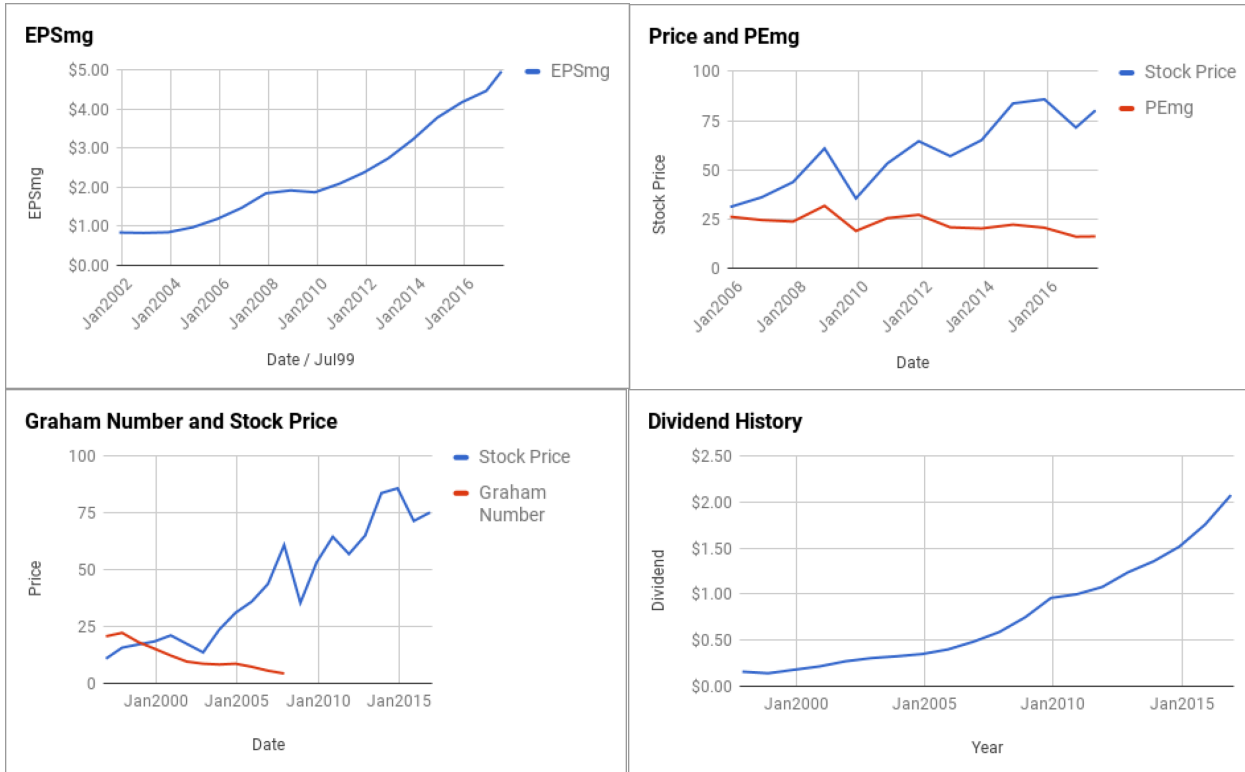 EPSmg
$5.00
$4.00
$3.00
$2.00
$1.00
$0.00
EPSmg
Jan2002
Jan2004
Jan2006
Jan2008
Jan2010
Jan2012
Jan2014
Jan2016
Date / Jul99
EPSmg
Price and PEmg
100
75
50
25
0
Stock Price
Jan2006
Jan2008
Jan2010
Jan2012
Jan2014
Jan2016
Date
Stock Price
PEmg
Graham Number and Stock Price
100
75
50
25
0
Price
Jan2000
Jan2005
Jan2010
Jan2015
Date
Stock Price
Graham
Number
Dividend History
$2.50
$2.00
$1.50
$1.00
$0.50
$0.00
Dividend
Jan2000
Jan2005
Jan2010
Jan2015
Year